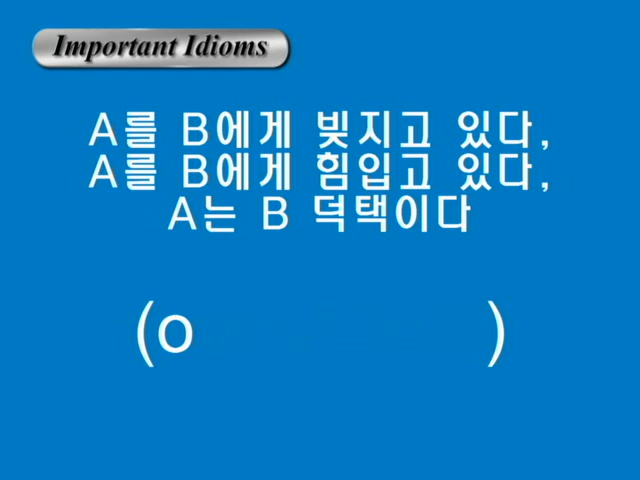 Important Idioms
A를 B에게 빚지고 있다,
A를 B에게 힘입고 있다,
A는 B 덕택이다
(o )